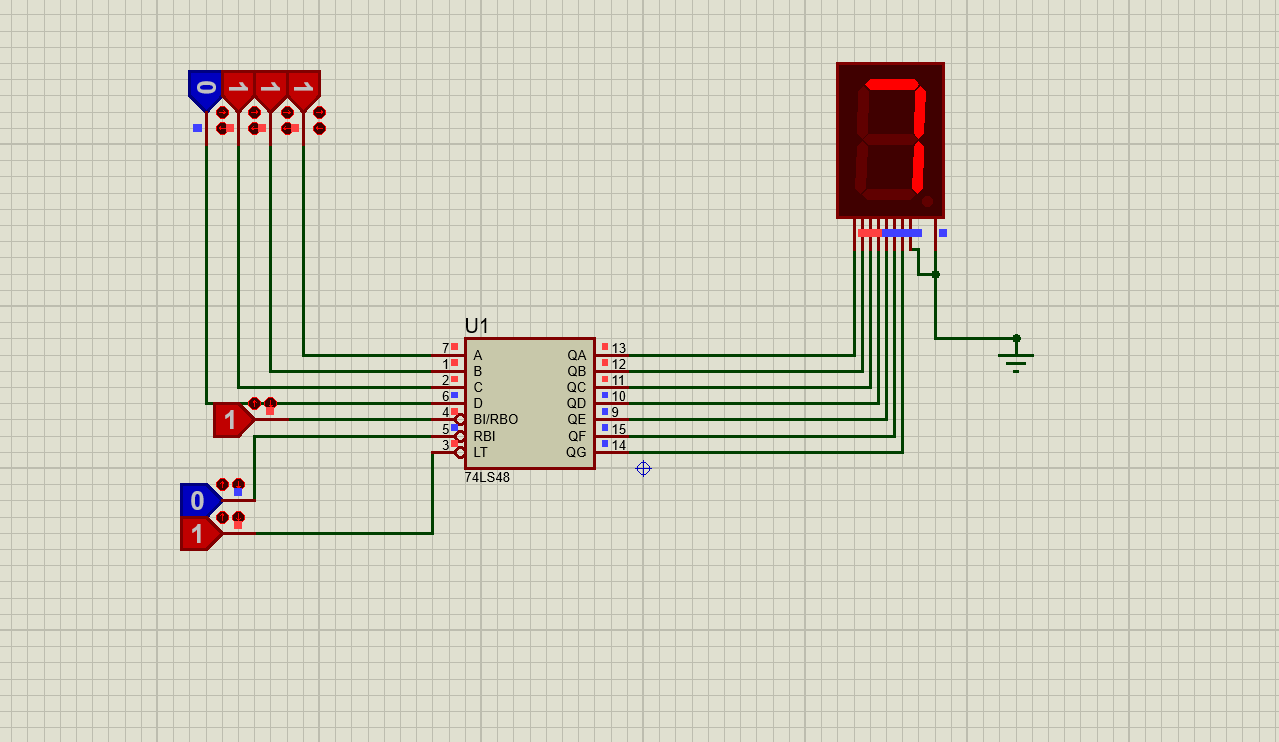 0 1 1 1
U1
7 A QA 13
1 B QB 12
2 C QC 11
6 D QD 10
1 4 BI/RBO QE 9
5 RBI QF 15
3 LT QG 14
74LS48
0
1